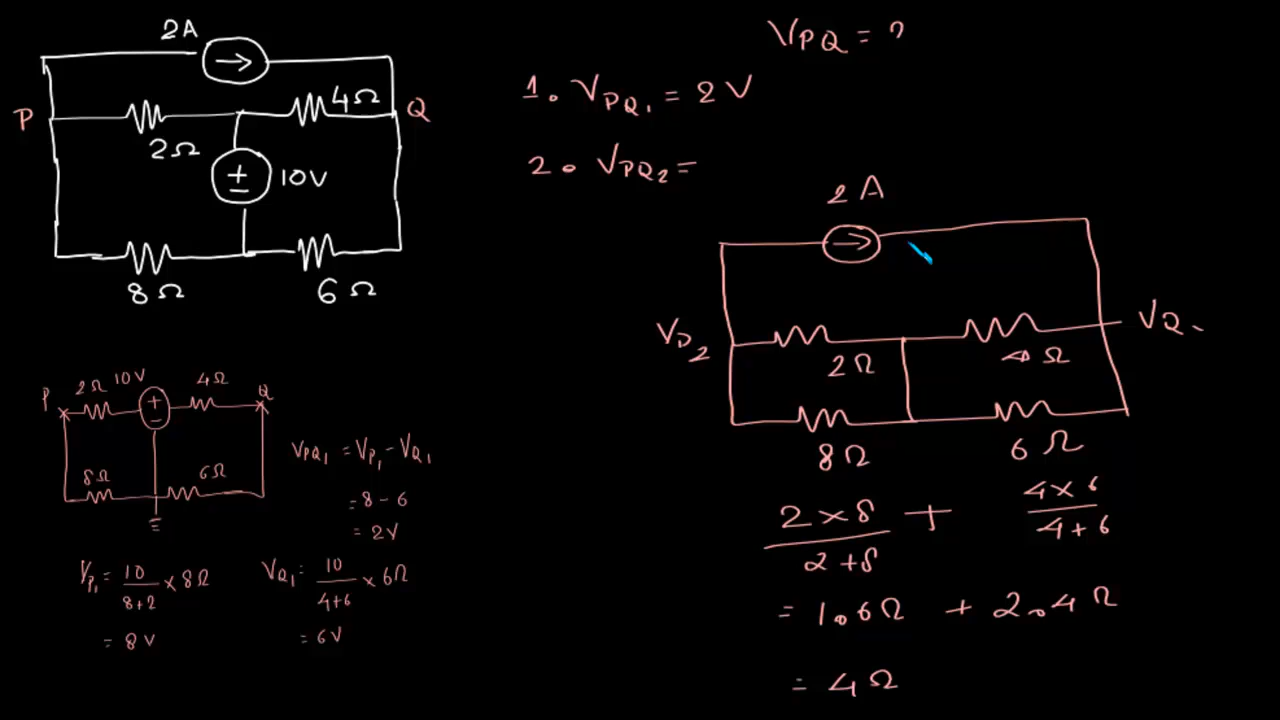 2A
P
2Ω
4Ω
Q
10V
8Ω
6Ω
VPQ = ?
1. VPQ1 = 2V
2. VPQ2 =
2A
VP2
2Ω
4Ω
VQ2
8Ω
6Ω
2×8/2+8 + 4×6/4+6
= 1.6Ω + 2.4Ω
= 4Ω
P
2Ω
10V
4Ω
Q
8Ω
6Ω
VPQ1 = VP1 - VQ1
= 8 - 6
= 2V
VP1 = 10/8+2 × 8Ω
= 8V
VQ1 = 10/4+6 × 6Ω
= 6V